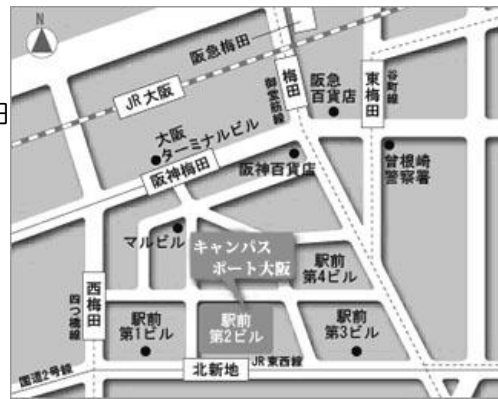 N
阪急梅田
JR大阪
梅田
御堂筋線
阪急
百貨店
東梅田
谷町線
大阪
ターミナルビル
阪神梅田
阪神百貨店
曾根崎
警察署
マルビル
キャンパス
ポート大阪
駅前
第4ビル
西梅田
四つ橋線
駅前
第1ビル
駅前
第2ビル
駅前
第3ビル
国道2号線
北新地
JR東西線